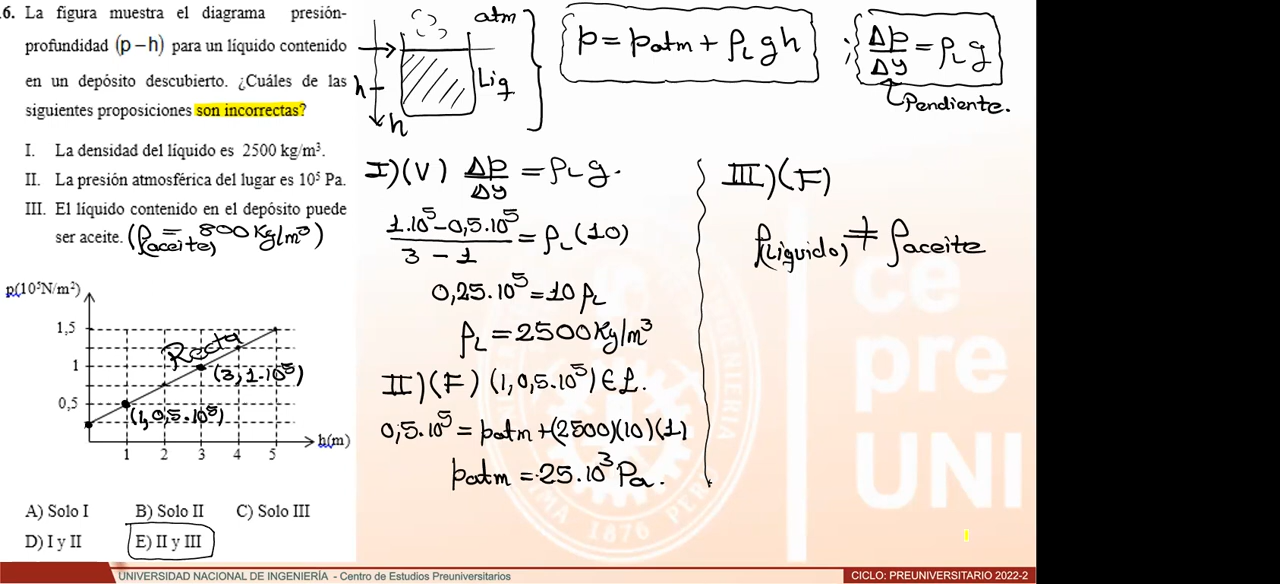 6. La figura muestra el diagrama presión-
profundidad (p – h) para un líquido contenido
en un depósito descubierto. ¿Cuáles de las
siguientes proposiciones son incorrectas?
I. La densidad del líquido es 2500 kg/m³.
II. La presión atmosférica del lugar es 10⁵ Pa.
III. El líquido contenido en el depósito puede
ser aceite. (ρaceite) = 800 Kg/m³)
p(10⁵N/m²)
1,5
1
0,5
Recta
(3, 1·10⁵)
(1, 0,5·10⁵)
h(m)
1 2 3 4 5
A) Solo I B) Solo II C) Solo III
D) I y II E) II y III
atm
Liq
h
h
p = patm + ρL g h
; Δp/Δy = ρL g
Pendiente.
I) (V) Δp/Δy = ρL g.
1·10⁵ – 0,5·10⁵ / 3 – 1 = ρL (10)
0,25·10⁵ = 10 ρL
ρL = 2500 Kg/m³
II) (F) (1, 0,5·10⁵) ∈ L.
0,5·10⁵ = patm + (2500)(10)(1)
patm = 25·10³ Pa.
III) (F)
ρ(Liquido) ≠ ρaceite
ce
pre
UNI
INGENIERÍA
PERÚ
1876
UNIVERSIDAD NACIONAL DE INGENIERÍA - Centro de Estudios Preuniversitarios
CICLO: PREUNIVERSITARIO 2022-2